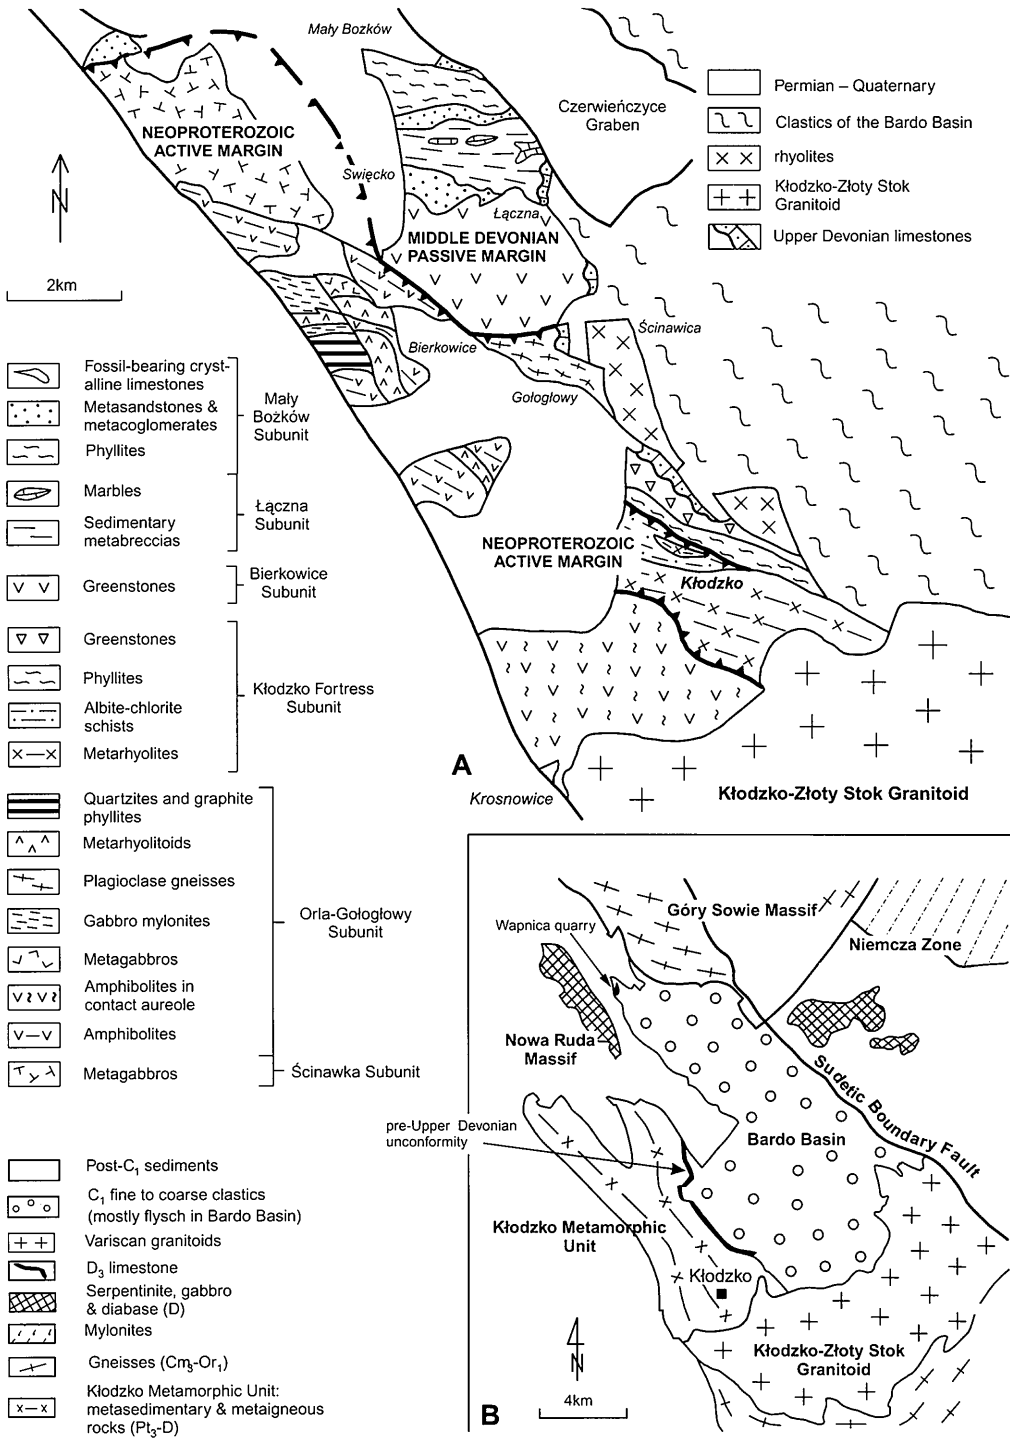 Mały Bozków
Czerwieńczyce
Graben
Permian – Quaternary
Clastics of the Bardo Basin
rhyolites
Kłodzko-Złoty Stok
Granitoid
Upper Devonian limestones
NEOPROTEROZOIC
ACTIVE MARGIN
Święcko
Łączna
MIDDLE DEVONIAN
PASSIVE MARGIN
N
2km
Ścinawica
Bierkowice
Gołogłowy
NEOPROTEROZOIC
ACTIVE MARGIN
Kłodzko
Fossil-bearing cryst-
alline limestones
Metasandstones &
metacoglomerates
Phyllites
Mały
Bożków
Subunit
Marbles
Sedimentary
metabreccias
Łączna
Subunit
Greenstones
Bierkowice
Subunit
Greenstones
Phyllites
Albite-chlorite
schists
Metarhyolites
Kłodzko Fortress
Subunit
A
Krosnowice
Kłodzko-Złoty Stok Granitoid
Quartzites and graphite
phyllites
Metarhyolitoids
Plagioclase gneisses
Gabbro mylonites
Metagabbros
Amphibolites in
contact aureole
Amphibolites
Orla-Gołogłowy
Subunit
Metagabbros
Ścinawka Subunit
Post-C1 sediments
C1 fine to coarse clastics
(mostly flysch in Bardo Basin)
Variscan granitoids
D3 limestone
Serpentinite, gabbro
& diabase (D)
Mylonites
Gneisses (Cm3-Or1)
Kłodzko Metamorphic Unit:
metasedimentary & metaigneous
rocks (Pt3-D)
Góry Sowie Massif
Wapnica quarry
Niemcza Zone
Nowa Ruda
Massif
Sudetic Boundary Fault
pre-Upper Devonian
unconformity
Bardo Basin
Kłodzko Metamorphic
Unit
Kłodzko
Kłodzko-Złoty Stok
Granitoid
N
4km
B